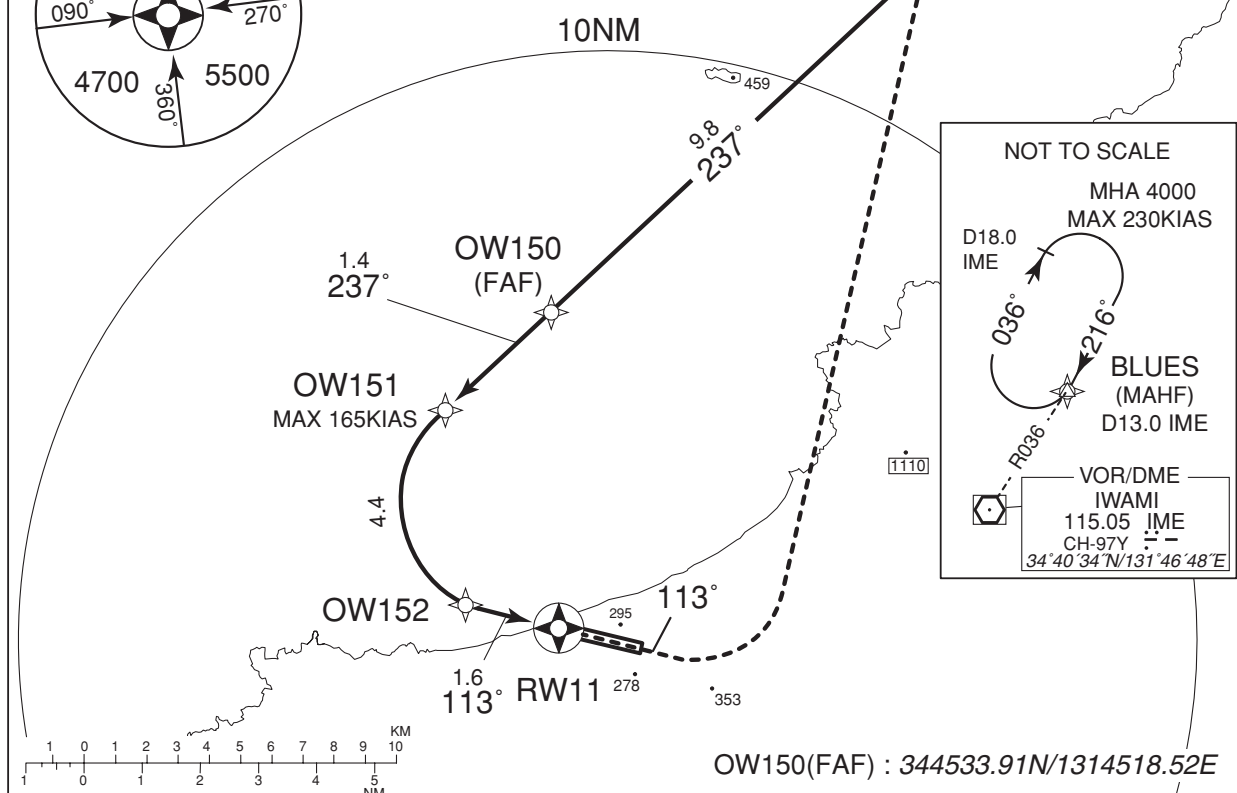 090°
270°
4700
5500
360°
10NM
459
9.8
237°
NOT TO SCALE
MHA 4000
MAX 230KIAS
D18.0
IME
036°
216°
BLUES
(MAHF)
D13.0 IME
R036
VOR/DME
IWAMI
115.05 IME
CH-97Y
34°40´34˝N/131°46´48˝E
OW150
(FAF)
1.4
237°
OW151
MAX 165KIAS
1110
4.4
OW152
295
113°
1.6
113°
RW11
278
353
KM
1 0 1 2 3 4 5 6 7 8 9 10
1 0 1 2 3 4 5
NM
OW150(FAF) : 344533.91N/1314518.52E